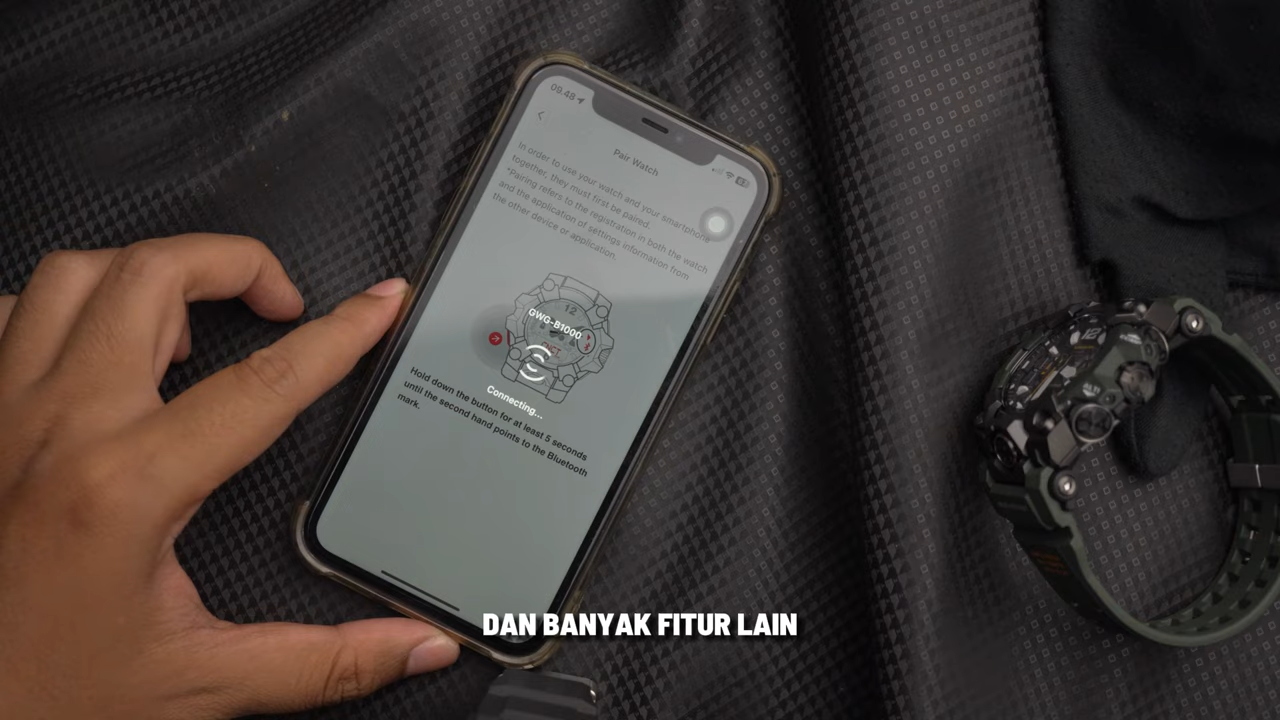 09.48
Pair Watch
In order to use your watch and your smartphone
together, they must first be paired.
*Pairing refers to the registration in both the watch
and the application of settings information from
the other device or application.
12
GWG-B1000
Connecting...
Hold down the button for at least 5 seconds
until the second hand points to the Bluetooth
mark.
DAN BANYAK FITUR LAIN